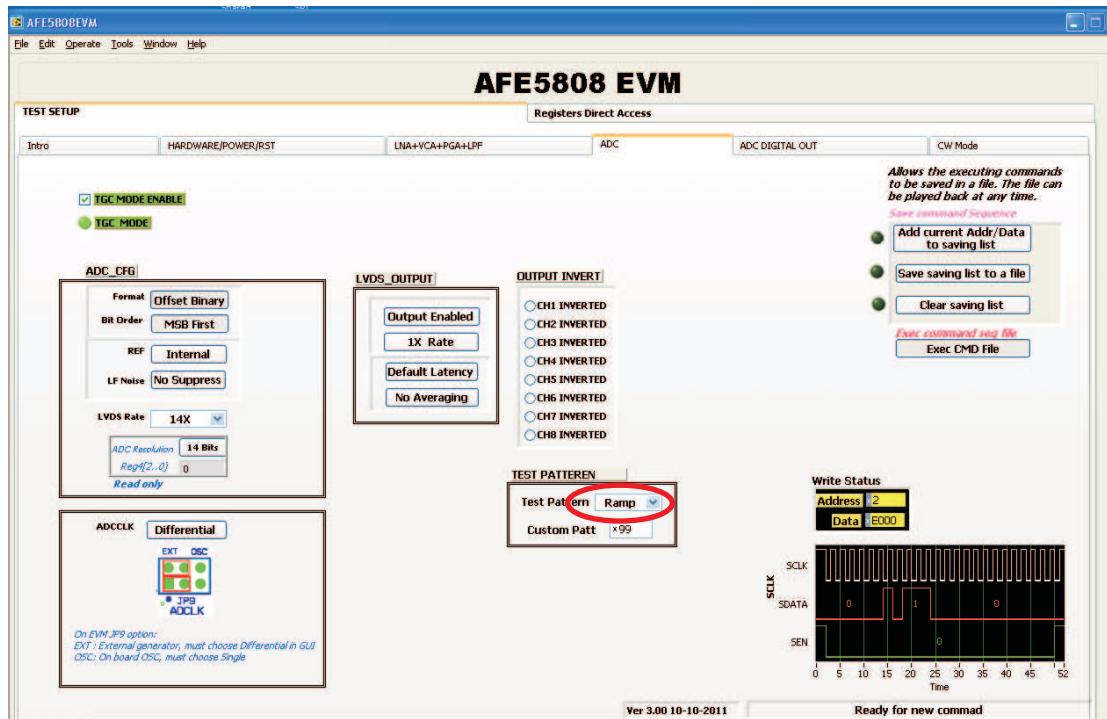 AFE5808EVM
File Edit Operate Tools Window Help
AFE5808 EVM
TEST SETUP
Registers Direct Access
Intro
HARDWARE/POWER/RST
LNA+VCA+PGA+LPF
ADC
ADC DIGITAL OUT
CW Mode
TGC MODE ENABLE
TGC MODE
Allows the executing commands
to be saved in a file. The file can
be played back at any time.
Save command Sequence
Add current Addr/Data
to saving list
Save saving list to a file
Clear saving list
Exec command seq file
Exec CMD File
ADC_CFG
Format Offset Binary
Bit Order MSB First
REF Internal
LF Noise No Suppress
LVDS Rate 14X
ADC Resolution 14 Bits
Reg4[2..0] 0
Read only
LVDS_OUTPUT
Output Enabled
1X Rate
Default Latency
No Averaging
OUTPUT INVERT
CH1 INVERTED
CH2 INVERTED
CH3 INVERTED
CH4 INVERTED
CH5 INVERTED
CH6 INVERTED
CH7 INVERTED
CH8 INVERTED
TEST PATTEREN
Test Pattern Ramp
Custom Patt x99
ADCCLK Differential
EXT OSC
JP9
ADCLK
On EVM JP9 option:
EXT : External generator, must choose Differential in GUI
OSC: On board OSC, must choose Single
Write Status
Address 2
Data E000
SCLK
SCLK
SDATA 0 1 0
SEN 0
0 5 10 15 20 25 30 35 40 45 52
Time
Ver 3.00 10-10-2011
Ready for new commad